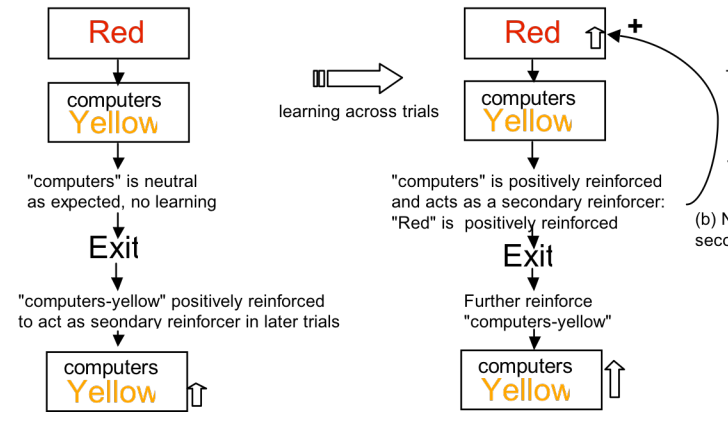 Red
computers
Yellow
"computers" is neutral
as expected, no learning
Exit
"computers-yellow" positively reinforced
to act as seondary reinforcer in later trials
computers
Yellow
learning across trials
Red
+
computers
Yellow
"computers" is positively reinforced
and acts as a secondary reinforcer:
"Red" is positively reinforced
Exit
Further reinforce
"computers-yellow"
computers
Yellow
(b)